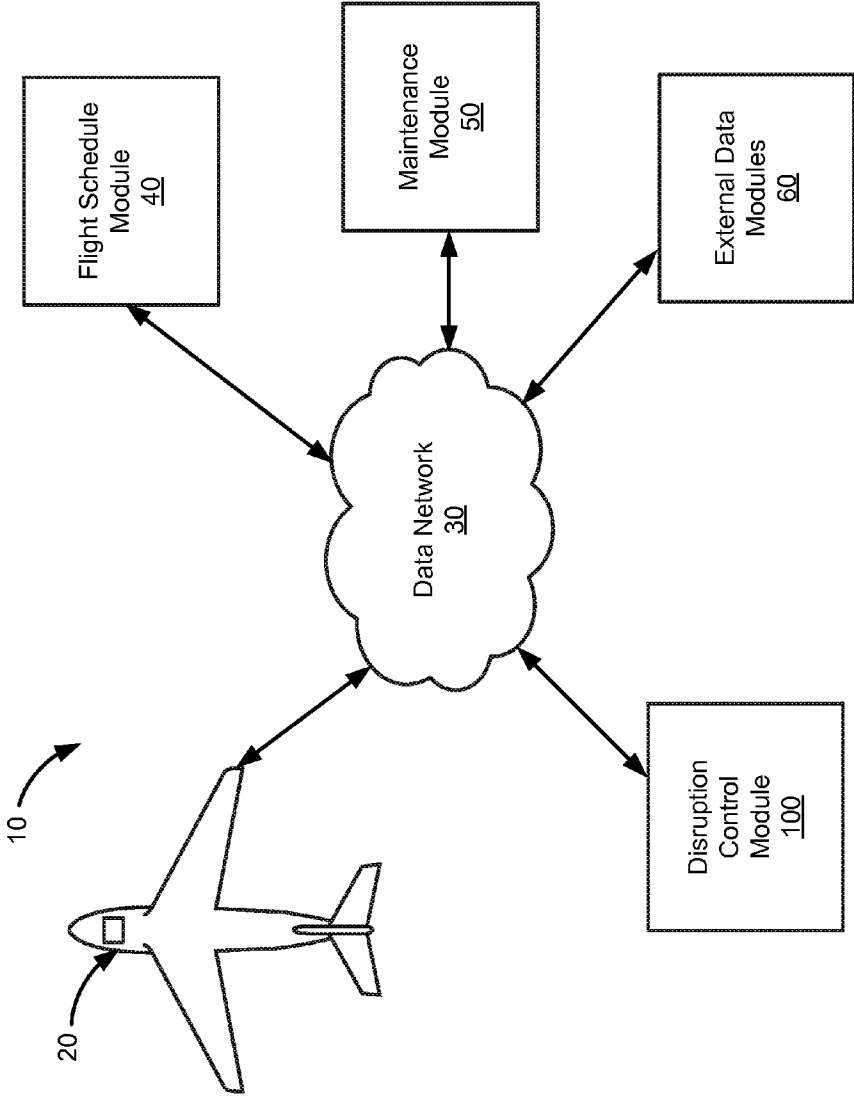 10
20
Flight Schedule
Module
40
Data Network
30
Maintenance
Module
50
Disruption
Control
Module
100
External Data
Modules
60